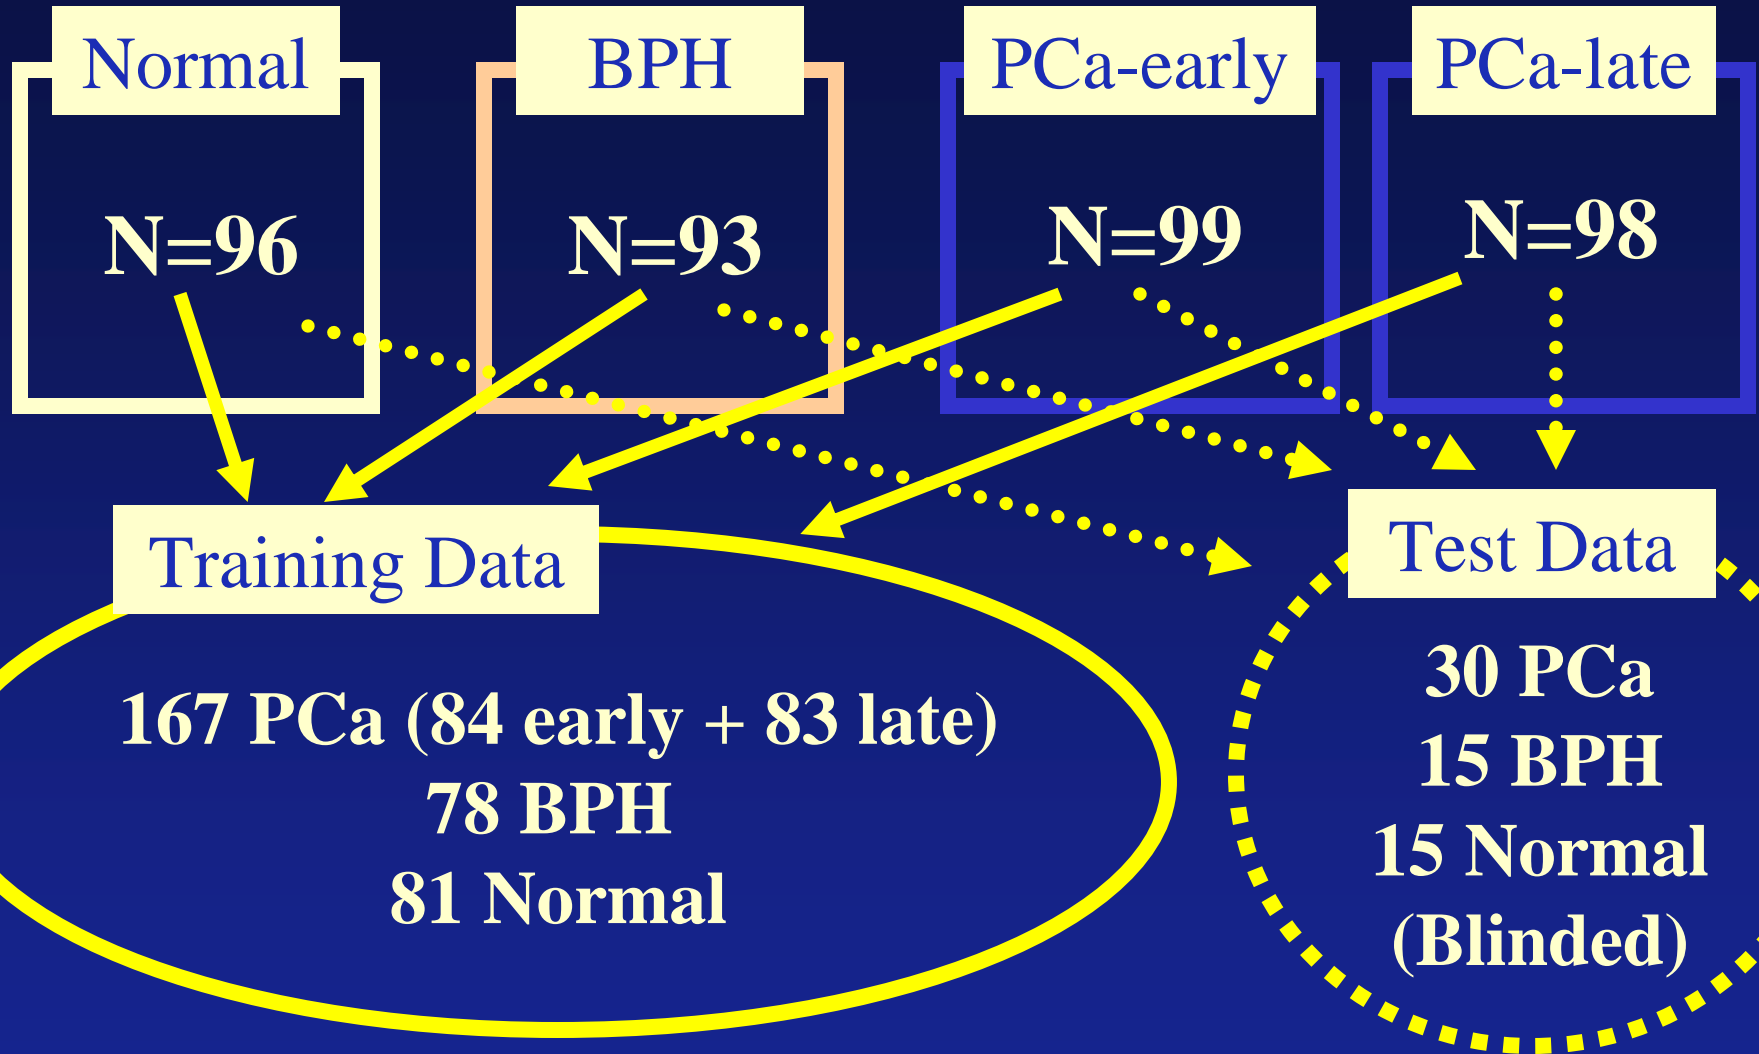 Normal
BPH
PCa-early
PCa-late
N=96
N=93
N=99
N=98
Training Data
Test Data
167 PCa (84 early + 83 late)
78 BPH
81 Normal
30 PCa
15 BPH
15 Normal
(Blinded)